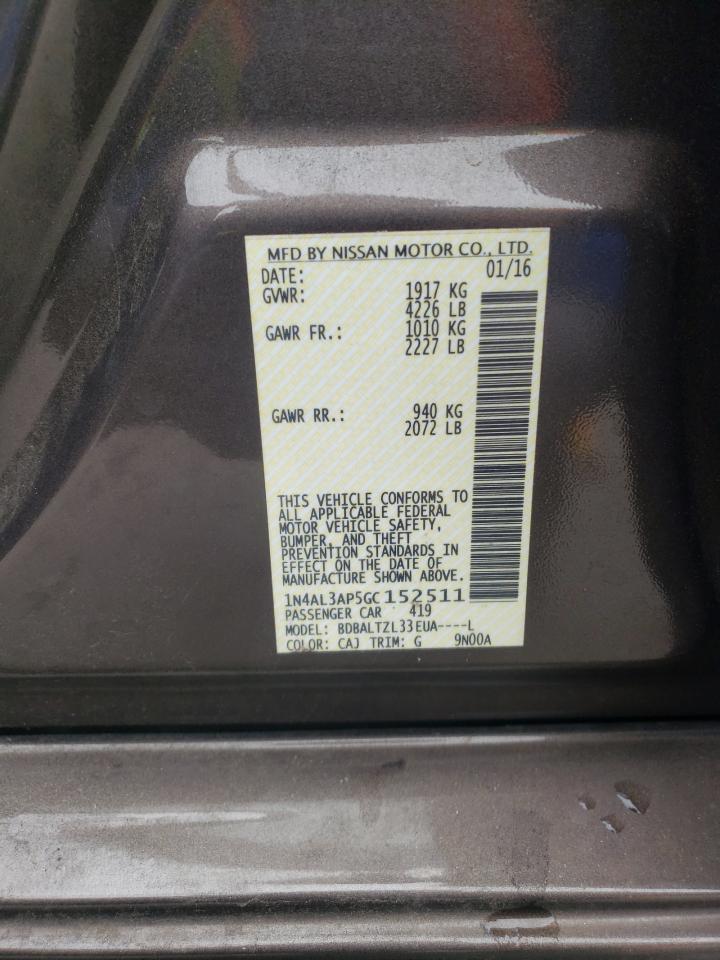 MFD BY NISSAN MOTOR CO., LTD.
DATE: 01/16
GVWR: 1917 KG
4226 LB
GAWR FR.: 1010 KG
2227 LB
GAWR RR.: 940 KG
2072 LB
THIS VEHICLE CONFORMS TO
ALL APPLICABLE FEDERAL
MOTOR VEHICLE SAFETY,
BUMPER, AND THEFT
PREVENTION STANDARDS IN
EFFECT ON THE DATE OF
MANUFACTURE SHOWN ABOVE.
1N4AL3AP5GC152511
PASSENGER CAR 419
MODEL: BDBALTZL33EUA----L
COLOR: CAJ TRIM: G 9N00A